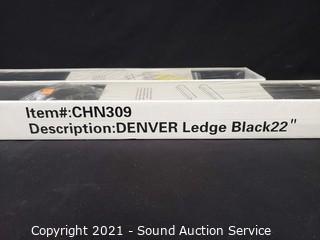 Item#:CHN309
Description:DENVER Ledge Black22"
Copyright 2021 - Sound Auction Service